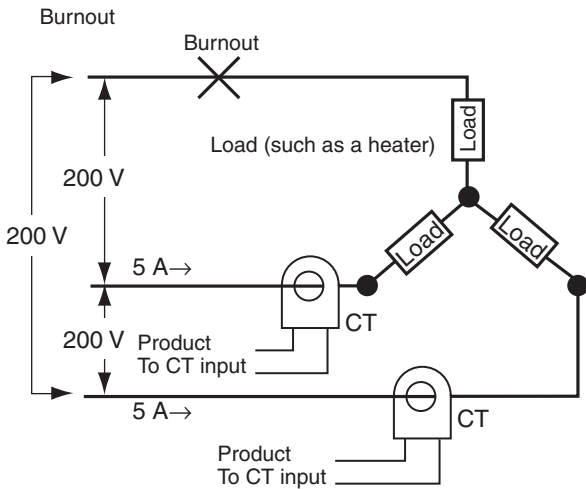 Burnout
Burnout
Load
Load (such as a heater)
200 V
Load
Load
200 V
5 A→
CT
200 V
Product
To CT input
5 A→
CT
Product
To CT input